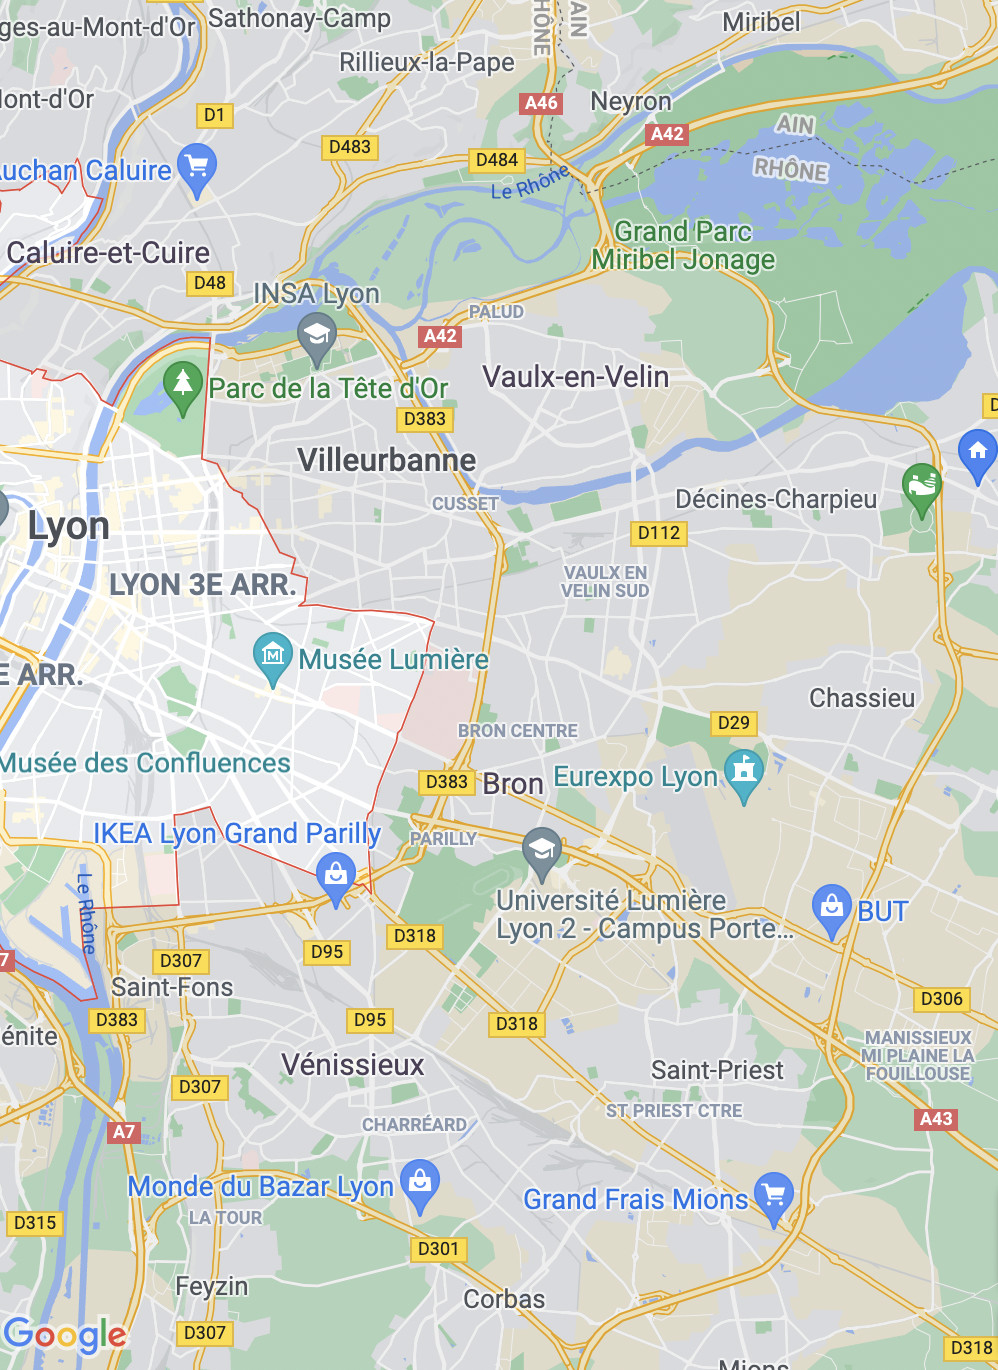 ges-au-Mont-d'Or
Sathonay-Camp
RHÔNE
AIN
Miribel
Rillieux-la-Pape
Mont-d'Or
A46
Neyron
D1
A42
AIN
D483
D484
Auchan Caluire
RHÔNE
Le Rhône
Grand Parc
Miribel Jonage
Caluire-et-Cuire
D48
INSA Lyon
PALUD
A42
Vaulx-en-Velin
Parc de la Tête d'Or
D383
D
Villeurbanne
CUSSET
Décines-Charpieu
Lyon
D112
LYON 3E ARR.
VAULX EN
VELIN SUD
Musée Lumière
E ARR.
Chassieu
D29
BRON CENTRE
Musée des Confluences
D383
Bron
Eurexpo Lyon
IKEA Lyon Grand Parilly
PARILLY
Le Rhône
Université Lumière
Lyon 2 - Campus Porte...
BUT
D318
D95
7
D307
Saint-Fons
D306
D383
D95
D318
énite
MANISSIEUX
MI PLAINE LA
FOUILLOUSE
Vénissieux
Saint-Priest
D307
ST PRIEST CTRE
A43
CHARRÉARD
A7
Monde du Bazar Lyon
Grand Frais Mions
LA TOUR
D315
D301
Feyzin
Corbas
Google
D307
D318
Mions